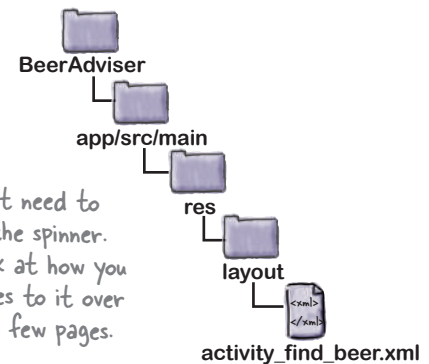 BeerAdviser
app/src/main
res
layout
<xml>
</xml>
activity_find_beer.xml
t need to
he spinner.
k at how you
es to it over
few pages.